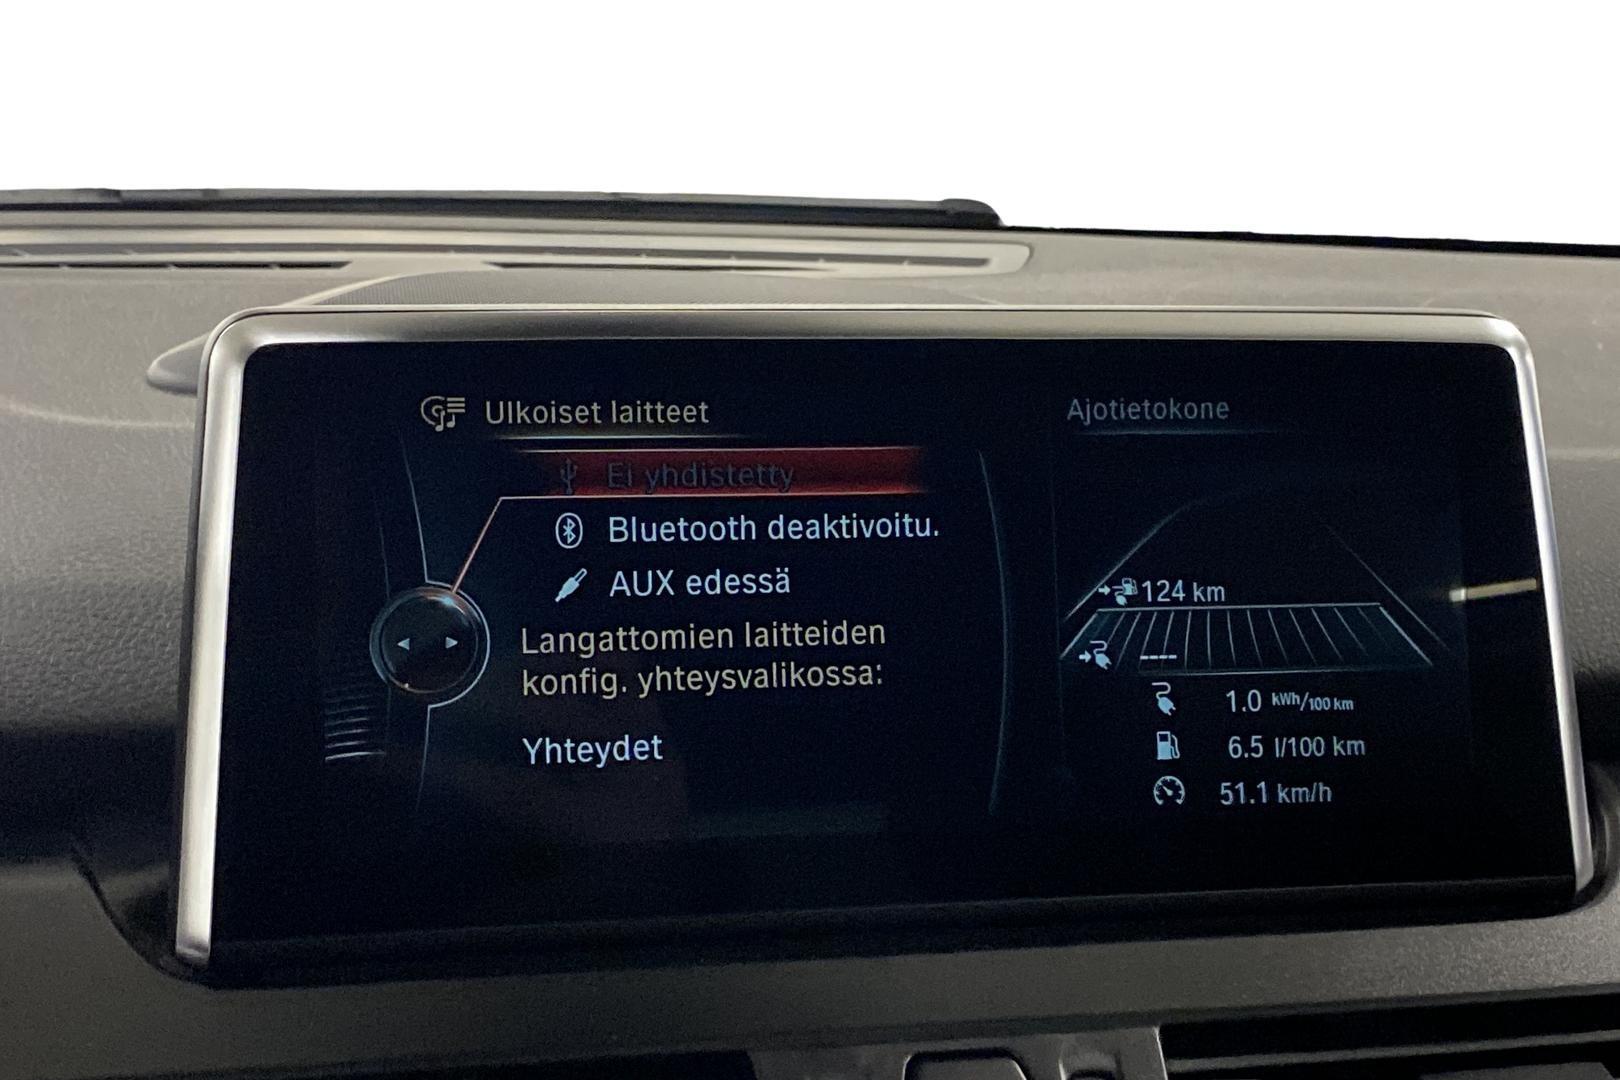 Ulkoiset laitteet
Ei yhdistetty
Bluetooth deaktivoitu.
AUX edessä
Langattomien laitteiden
konfig. yhteysvalikossa:
Yhteydet
Ajotietokone
124 km
----
1.0 kWh/100 km
6.5 l/100 km
51.1 km/h